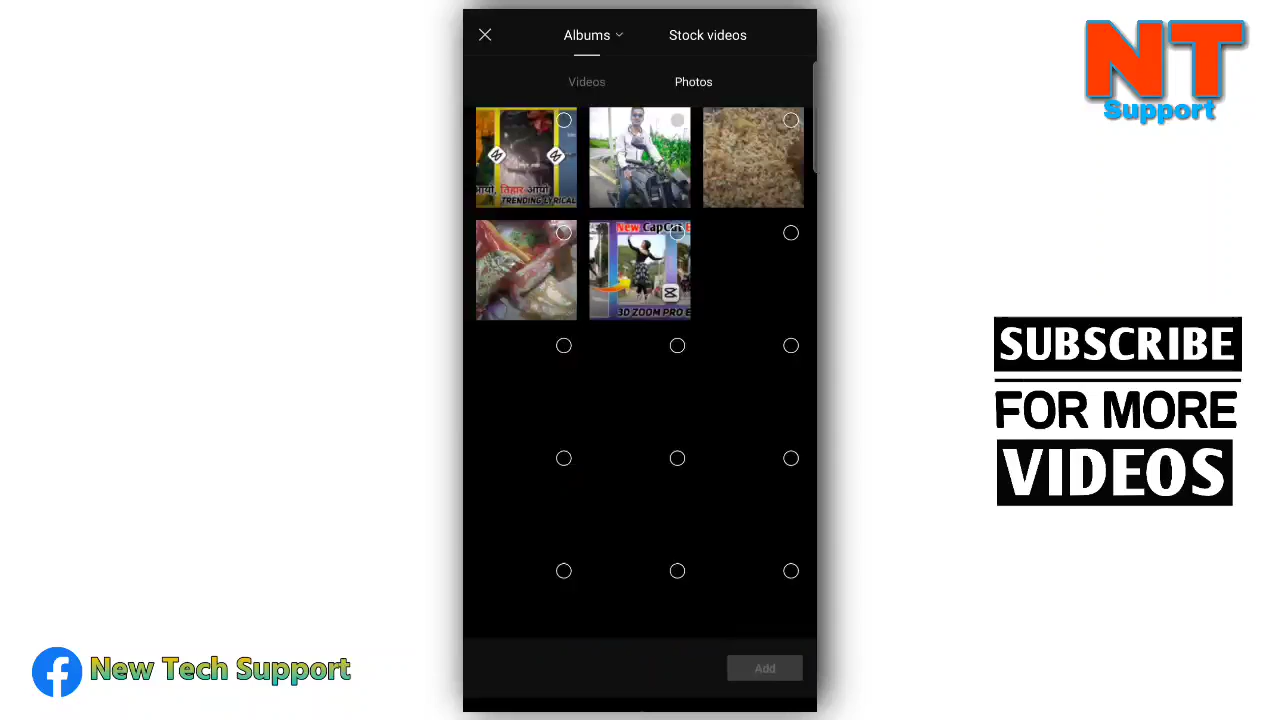 Albums
Stock videos
Videos
Photos
तिहार आयो
TRENDING LYRICAL
New CapCut
3D ZOOM PRO
Add
NT
Support
SUBSCRIBE
FOR MORE
VIDEOS
New Tech Support